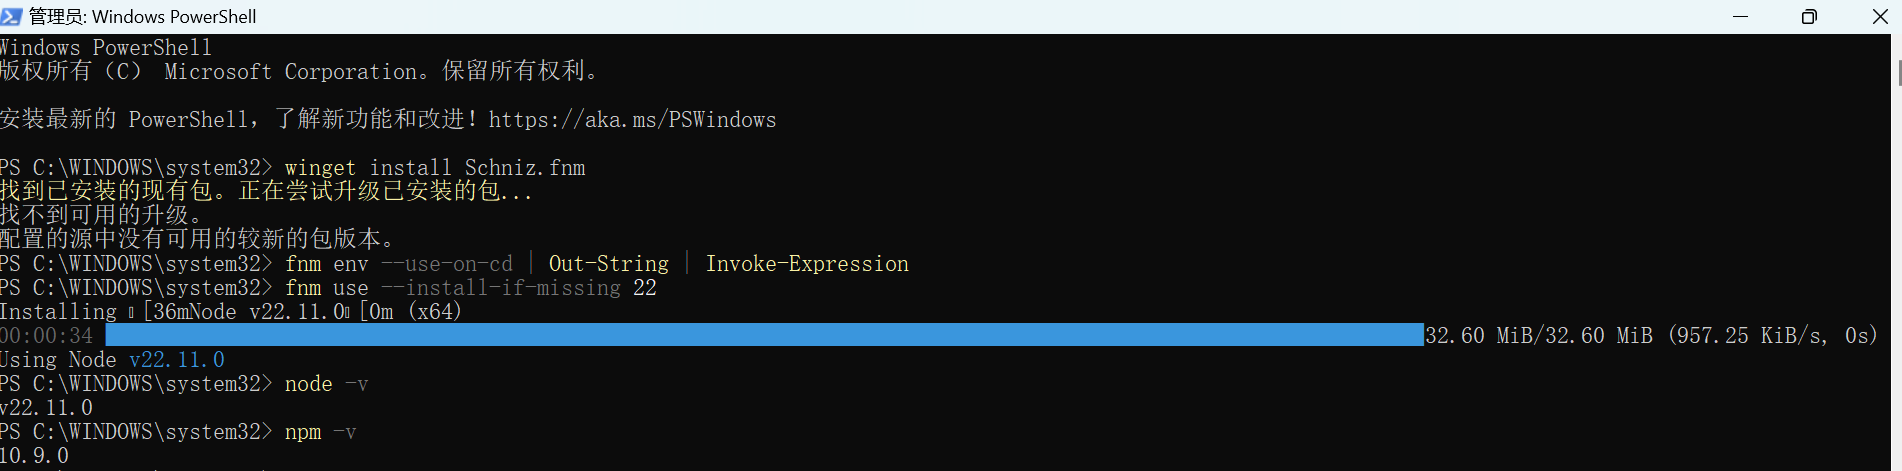 管理员: Windows PowerShell
Windows PowerShell
版权所有 (C) Microsoft Corporation。保留所有权利。
安装最新的 PowerShell，了解新功能和改进！https://aka.ms/PSWindows
PS C:\WINDOWS\system32> winget install Schniz.fnm
找到已安装的现有包。正在尝试升级已安装的包...
找不到可用的升级。
配置的源中没有可用的较新的包版本。
PS C:\WINDOWS\system32> fnm env --use-on-cd | Out-String | Invoke-Expression
PS C:\WINDOWS\system32> fnm use --install-if-missing 22
Installing [36mNode v22.11.0[0m (x64)
00:00:34 32.60 MiB/32.60 MiB (957.25 KiB/s, 0s)
Using Node v22.11.0
PS C:\WINDOWS\system32> node -v
v22.11.0
PS C:\WINDOWS\system32> npm -v
10.9.0